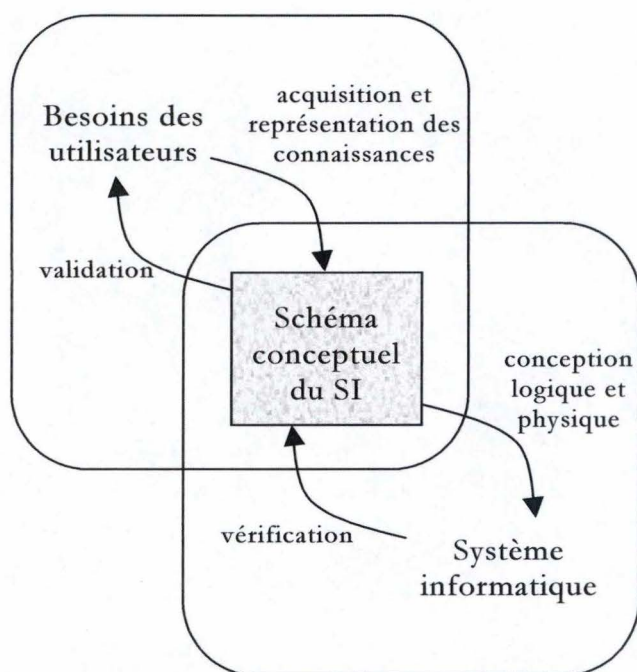 Besoins des
utilisateurs
acquisition et
représentation des
connaissances
validation
Schéma
conceptuel
du SI
conception
logique et
physique
vérification
Système
informatique